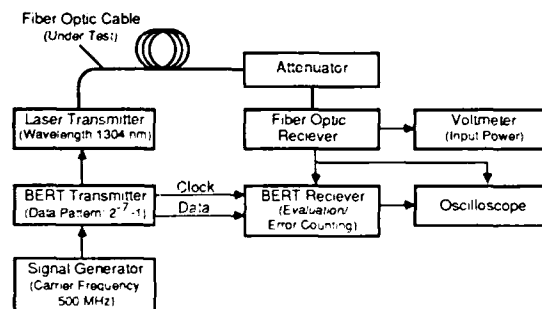 Fiber Optic Cable
(Under Test)
Attenuator
Laser Transmitter
(Wavelength 1304 nm)
Fiber Optic
Reciever
Voltmeter
(Input Power)
BERT Transmitter
(Data Pattern: 2-7-1)
Clock
Data
BERT Reciever
(Evaluation/
Error Counting)
Oscilloscope
Signal Generator
(Carrier Frequency
500 MHz)